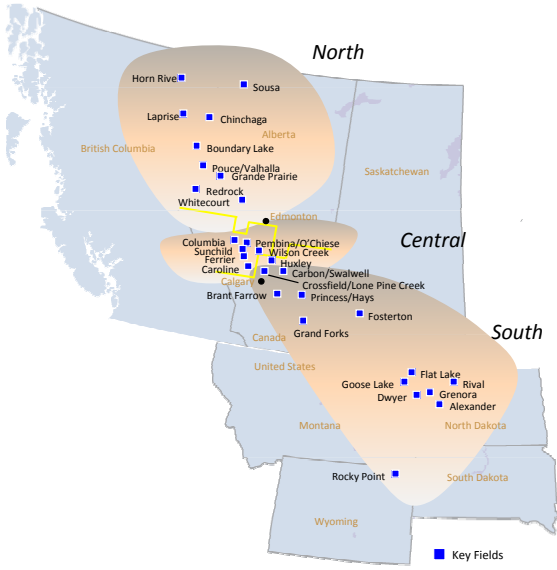 North
Horn Rive
Sousa
Laprise
Chinchaga
British Columbia
Alberta
Boundary Lake
Pouce/Valhalla
Grande Prairie
Saskatchewan
Redrock
Whitecourt
Edmonton
Columbia
Pembina/O'Chiese
Central
Sunchild
Wilson Creek
Ferrier
Huxley
Caroline
Carbon/Swalwell
Calgary
Crossfield/Lone Pine Creek
Brant Farrow
Princess/Hays
Fosterton
South
Grand Forks
Canada
United States
Flat Lake
Goose Lake
Rival
Dwyer
Grenora
Alexander
Montana
North Dakota
Rocky Point
South Dakota
Wyoming
Key Fields